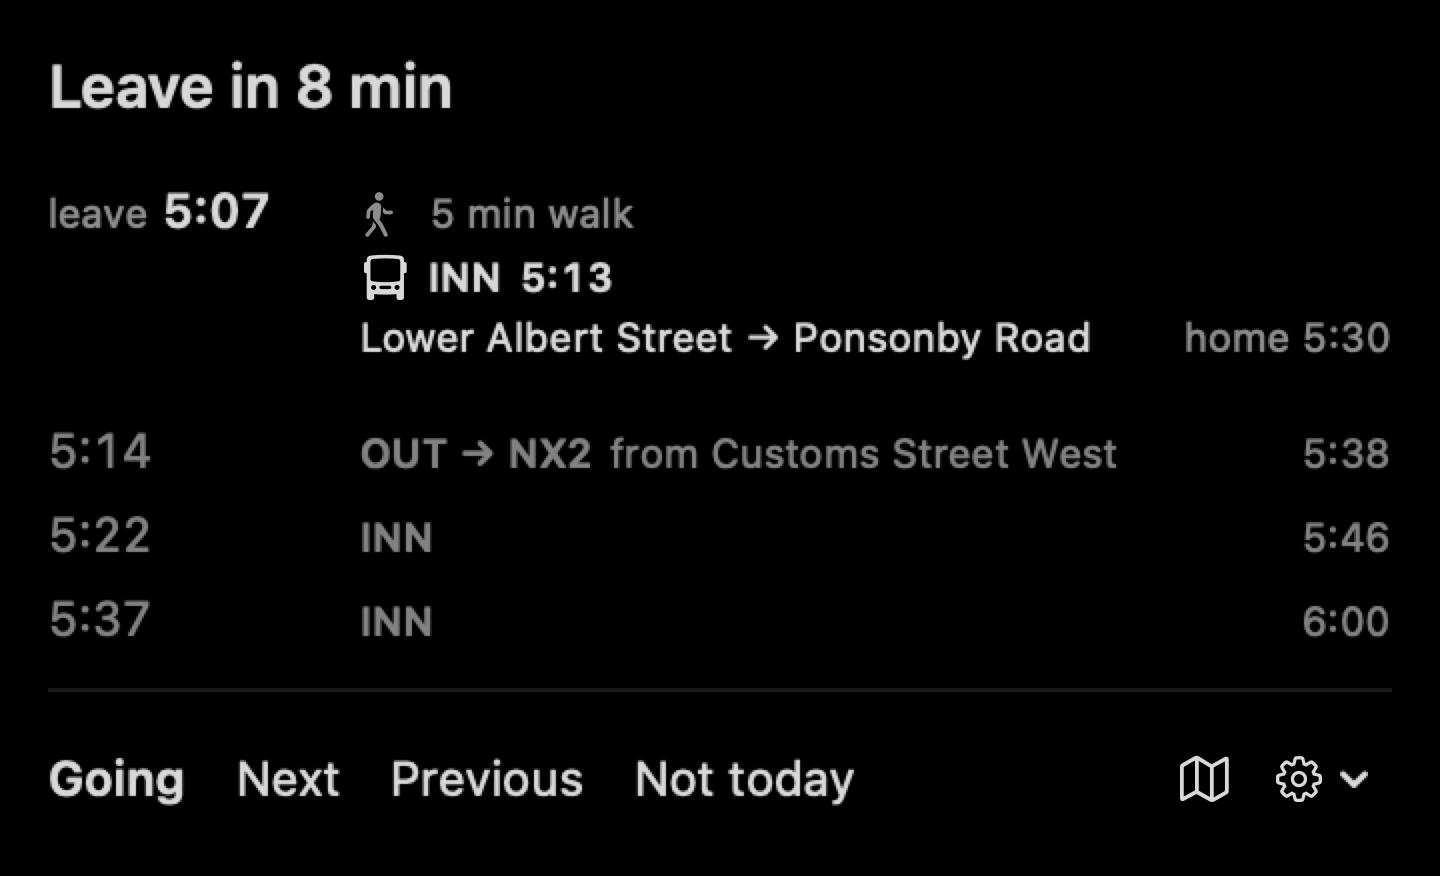 Leave in 8 min
leave 5:07 5 min walk
INN 5:13
Lower Albert Street → Ponsonby Road home 5:30
5:14 OUT → NX2 from Customs Street West 5:38
5:22 INN 5:46
5:37 INN 6:00
Going Next Previous Not today